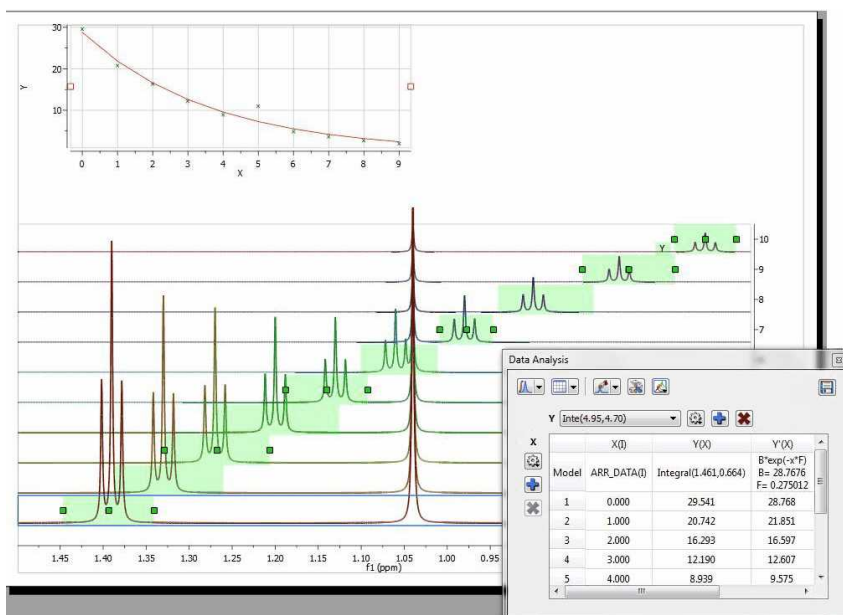 30
20
10
Y
0 1 2 3 4 5 6 7 8 9
X
10
Y
9
8
7
Data Analysis
Y Inte(4.95,4.70)
X
X(I) Y(X) Y'(X)
Model ARR_DATA(I) Integral(1.461,0.664) B*exp(-x*F)
B= 28.7676
F= 0.275012
1 0.000 29.541 28.768
2 1.000 20.742 21.851
3 2.000 16.293 16.597
4 3.000 12.190 12.607
5 4.000 8.939 9.575
1.45 1.40 1.35 1.30 1.25 1.20 1.15 1.10 1.05 1.00 0.95
f1 (ppm)